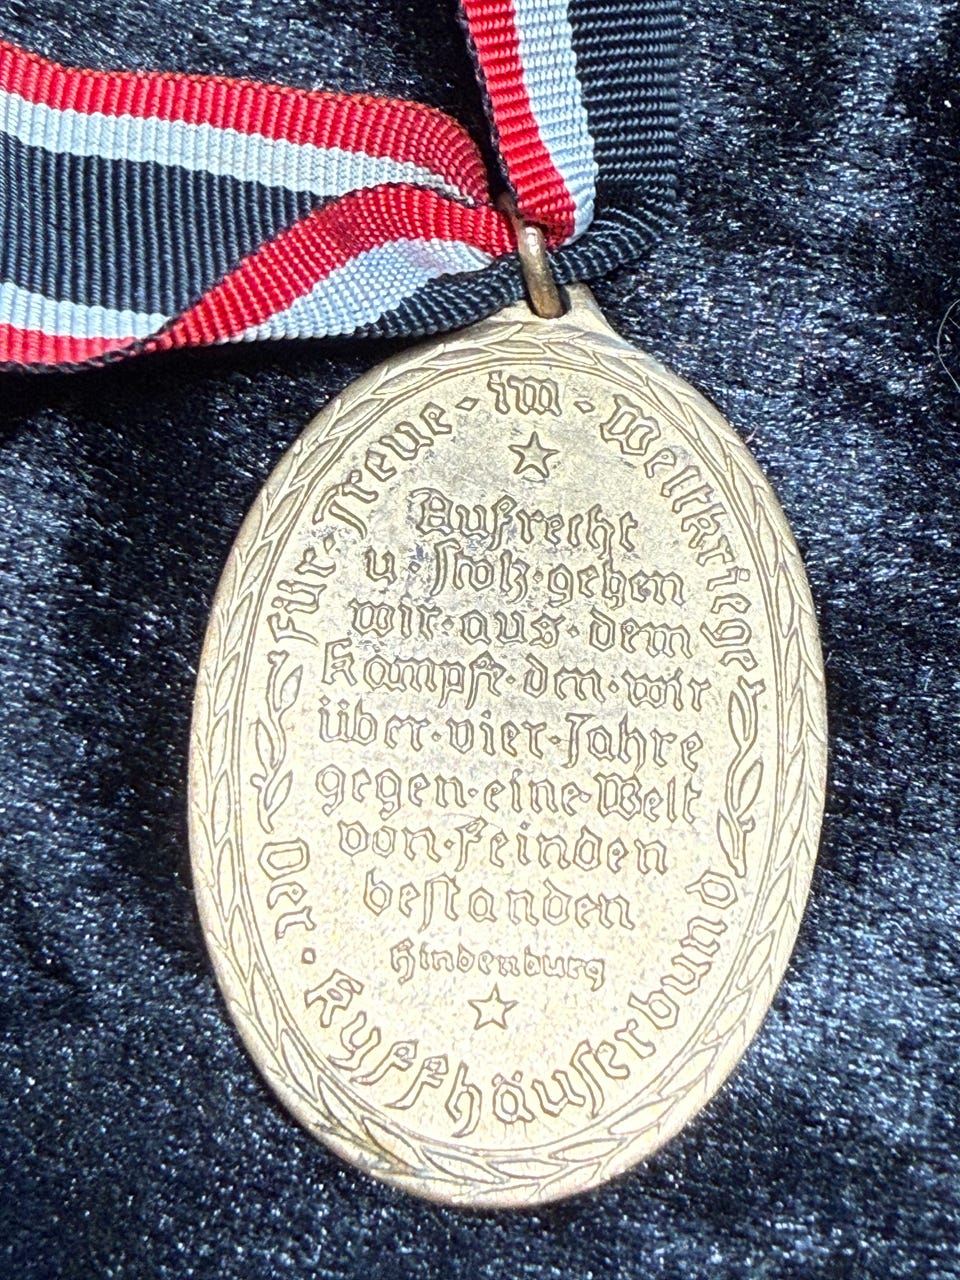 Für · Treue · im · Weltkriege
Aufrecht
u · stolz · gehen
wir · aus · dem
Kampfe · den · wir
über · vier · Jahre
gegen · eine · Welt
von · Feinden
bestanden
Hindenburg
Der · Kyffhäuserbund